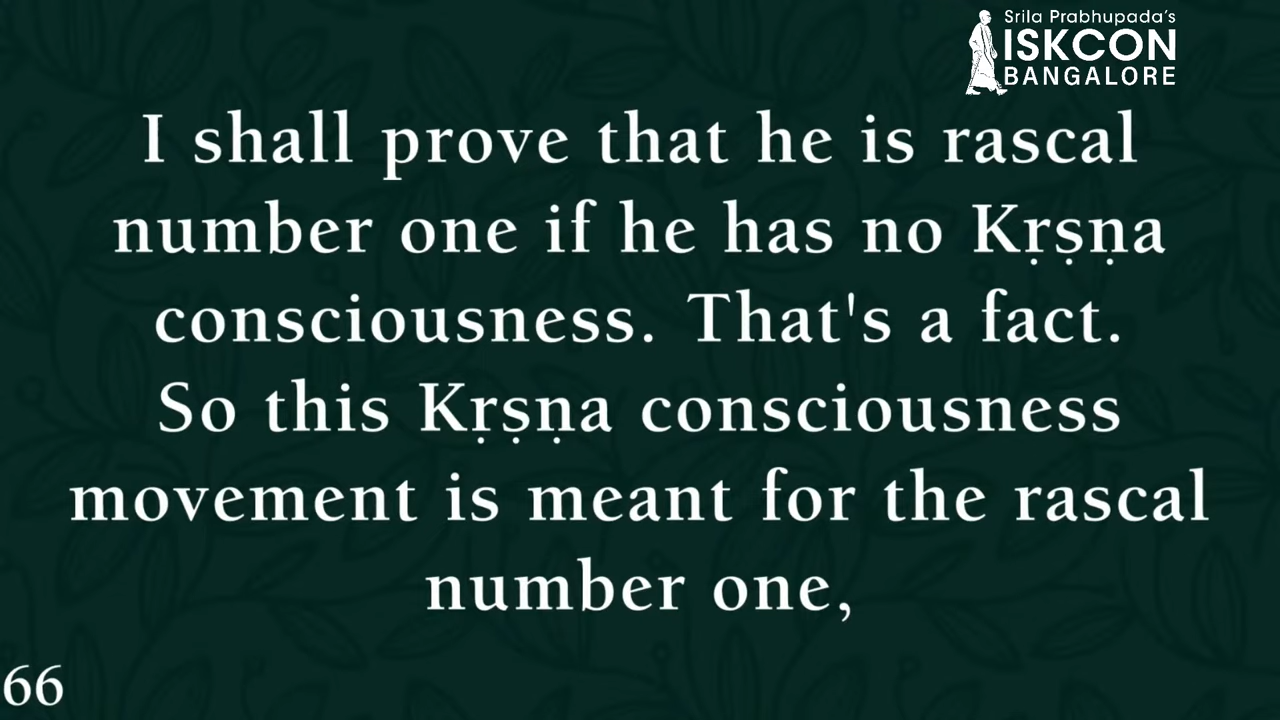 Srila Prabhupada's
ISKCON
BANGALORE
I shall prove that he is rascal
number one if he has no Kṛṣṇa
consciousness. That's a fact.
So this Kṛṣṇa consciousness
movement is meant for the rascal
number one,
66